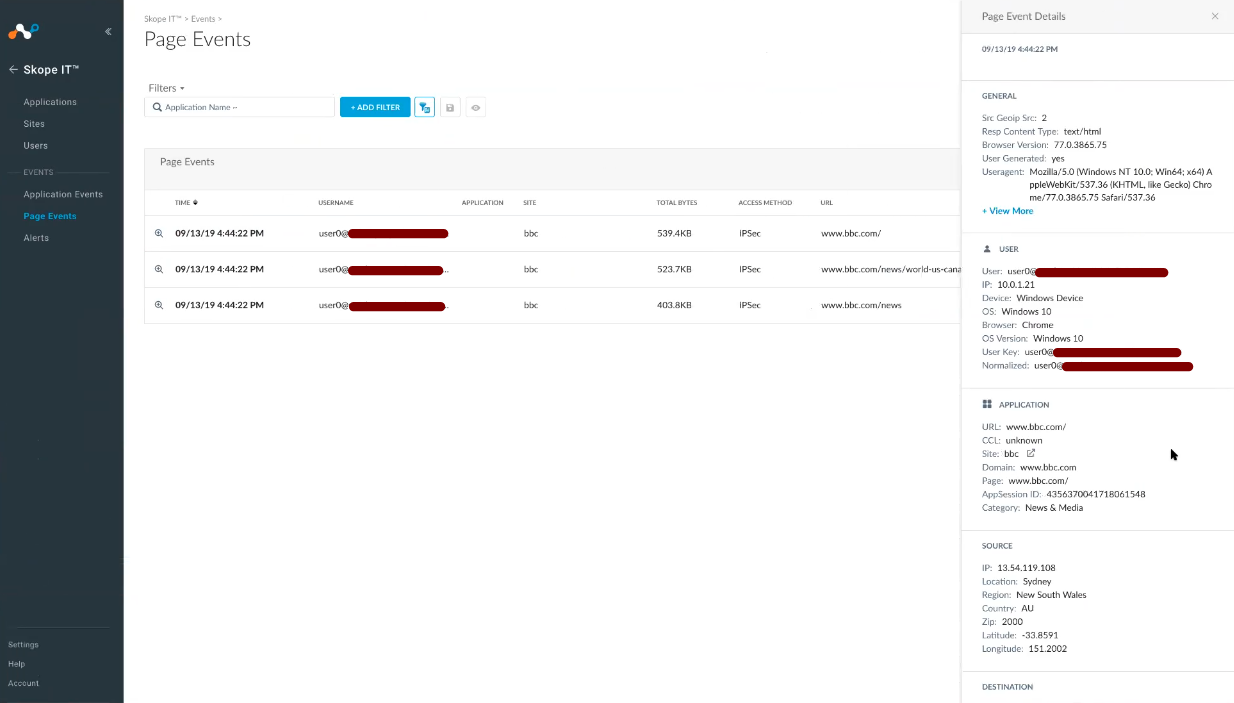 Skope IT™
Applications
Sites
Users
EVENTS
Application Events
Page Events
Alerts
Settings
Help
Account
Skope IT™ > Events >
Page Events
Filters
Application Name ~
+ ADD FILTER
Page Events
TIME USERNAME APPLICATION SITE TOTAL BYTES ACCESS METHOD URL
09/13/19 4:44:22 PM user0@ bbc 539.4KB IPSec www.bbc.com/
09/13/19 4:44:22 PM user0@ ... bbc 523.7KB IPSec www.bbc.com/news/world-us-cana
09/13/19 4:44:22 PM user0@ bbc 403.8KB IPSec www.bbc.com/news
Page Event Details
09/13/19 4:44:22 PM
GENERAL
Src Geoip Src: 2
Resp Content Type: text/html
Browser Version: 77.0.3865.75
User Generated: yes
Useragent: Mozilla/5.0 (Windows NT 10.0; Win64; x64) A
ppleWebKit/537.36 (KHTML, like Gecko) Chro
me/77.0.3865.75 Safari/537.36
+ View More
USER
User: user0@
IP: 10.0.1.21
Device: Windows Device
OS: Windows 10
Browser: Chrome
OS Version: Windows 10
User Key: user0@
Normalized: user0@
APPLICATION
URL: www.bbc.com/
CCL: unknown
Site: bbc
Domain: www.bbc.com
Page: www.bbc.com/
AppSession ID: 4356370041718061548
Category: News & Media
SOURCE
IP: 13.54.119.108
Location: Sydney
Region: New South Wales
Country: AU
Zip: 2000
Latitude: -33.8591
Longitude: 151.2002
DESTINATION